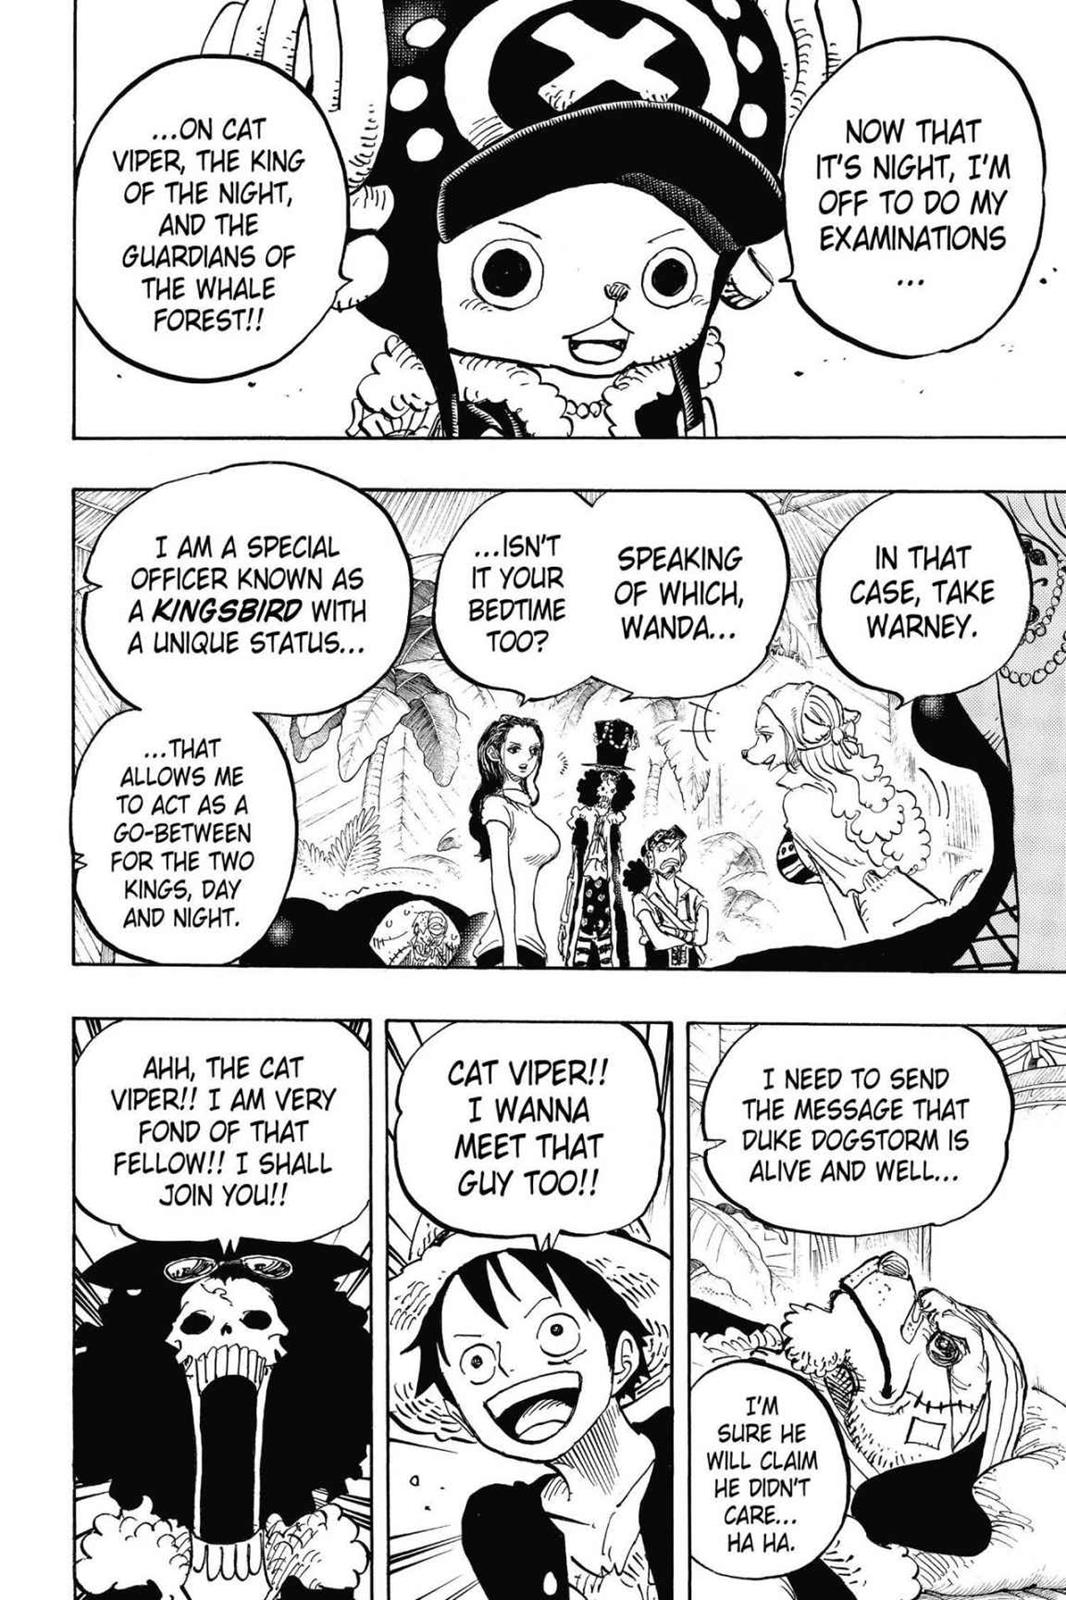 NOW THAT
IT'S NIGHT, I'M
OFF TO DO MY
EXAMINATIONS
...
...ON CAT
VIPER, THE KING
OF THE NIGHT,
AND THE
GUARDIANS OF
THE WHALE
FOREST!!
IN THAT
CASE, TAKE
WARNEY.
SPEAKING
OF WHICH,
WANDA...
...ISN'T
IT YOUR
BEDTIME
TOO?
I AM A SPECIAL
OFFICER KNOWN AS
A KINGSBIRD WITH
A UNIQUE STATUS...
...THAT
ALLOWS ME
TO ACT AS A
GO-BETWEEN
FOR THE TWO
KINGS, DAY
AND NIGHT.
I NEED TO SEND
THE MESSAGE THAT
DUKE DOGSTORM IS
ALIVE AND WELL...
I'M
SURE HE
WILL CLAIM
HE DIDN'T
CARE...
HA HA.
CAT VIPER!!
I WANNA
MEET THAT
GUY TOO!!
AHH, THE CAT
VIPER!! I AM VERY
FOND OF THAT
FELLOW!! I SHALL
JOIN YOU!!